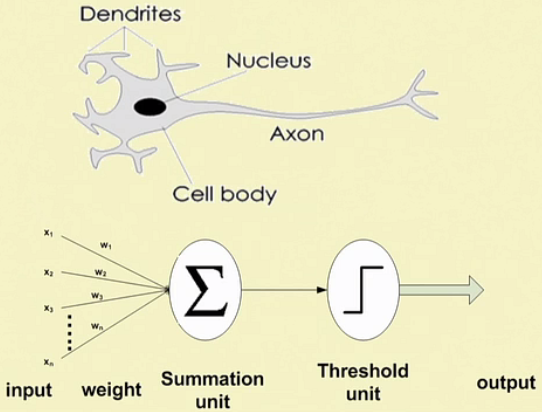 Dendrites
Nucleus
Axon
Cell body
x₁
w₁
x₂
w₂
x₃
w₃
wₙ
xₙ
Σ
input
weight
Summation
unit
Threshold
unit
output